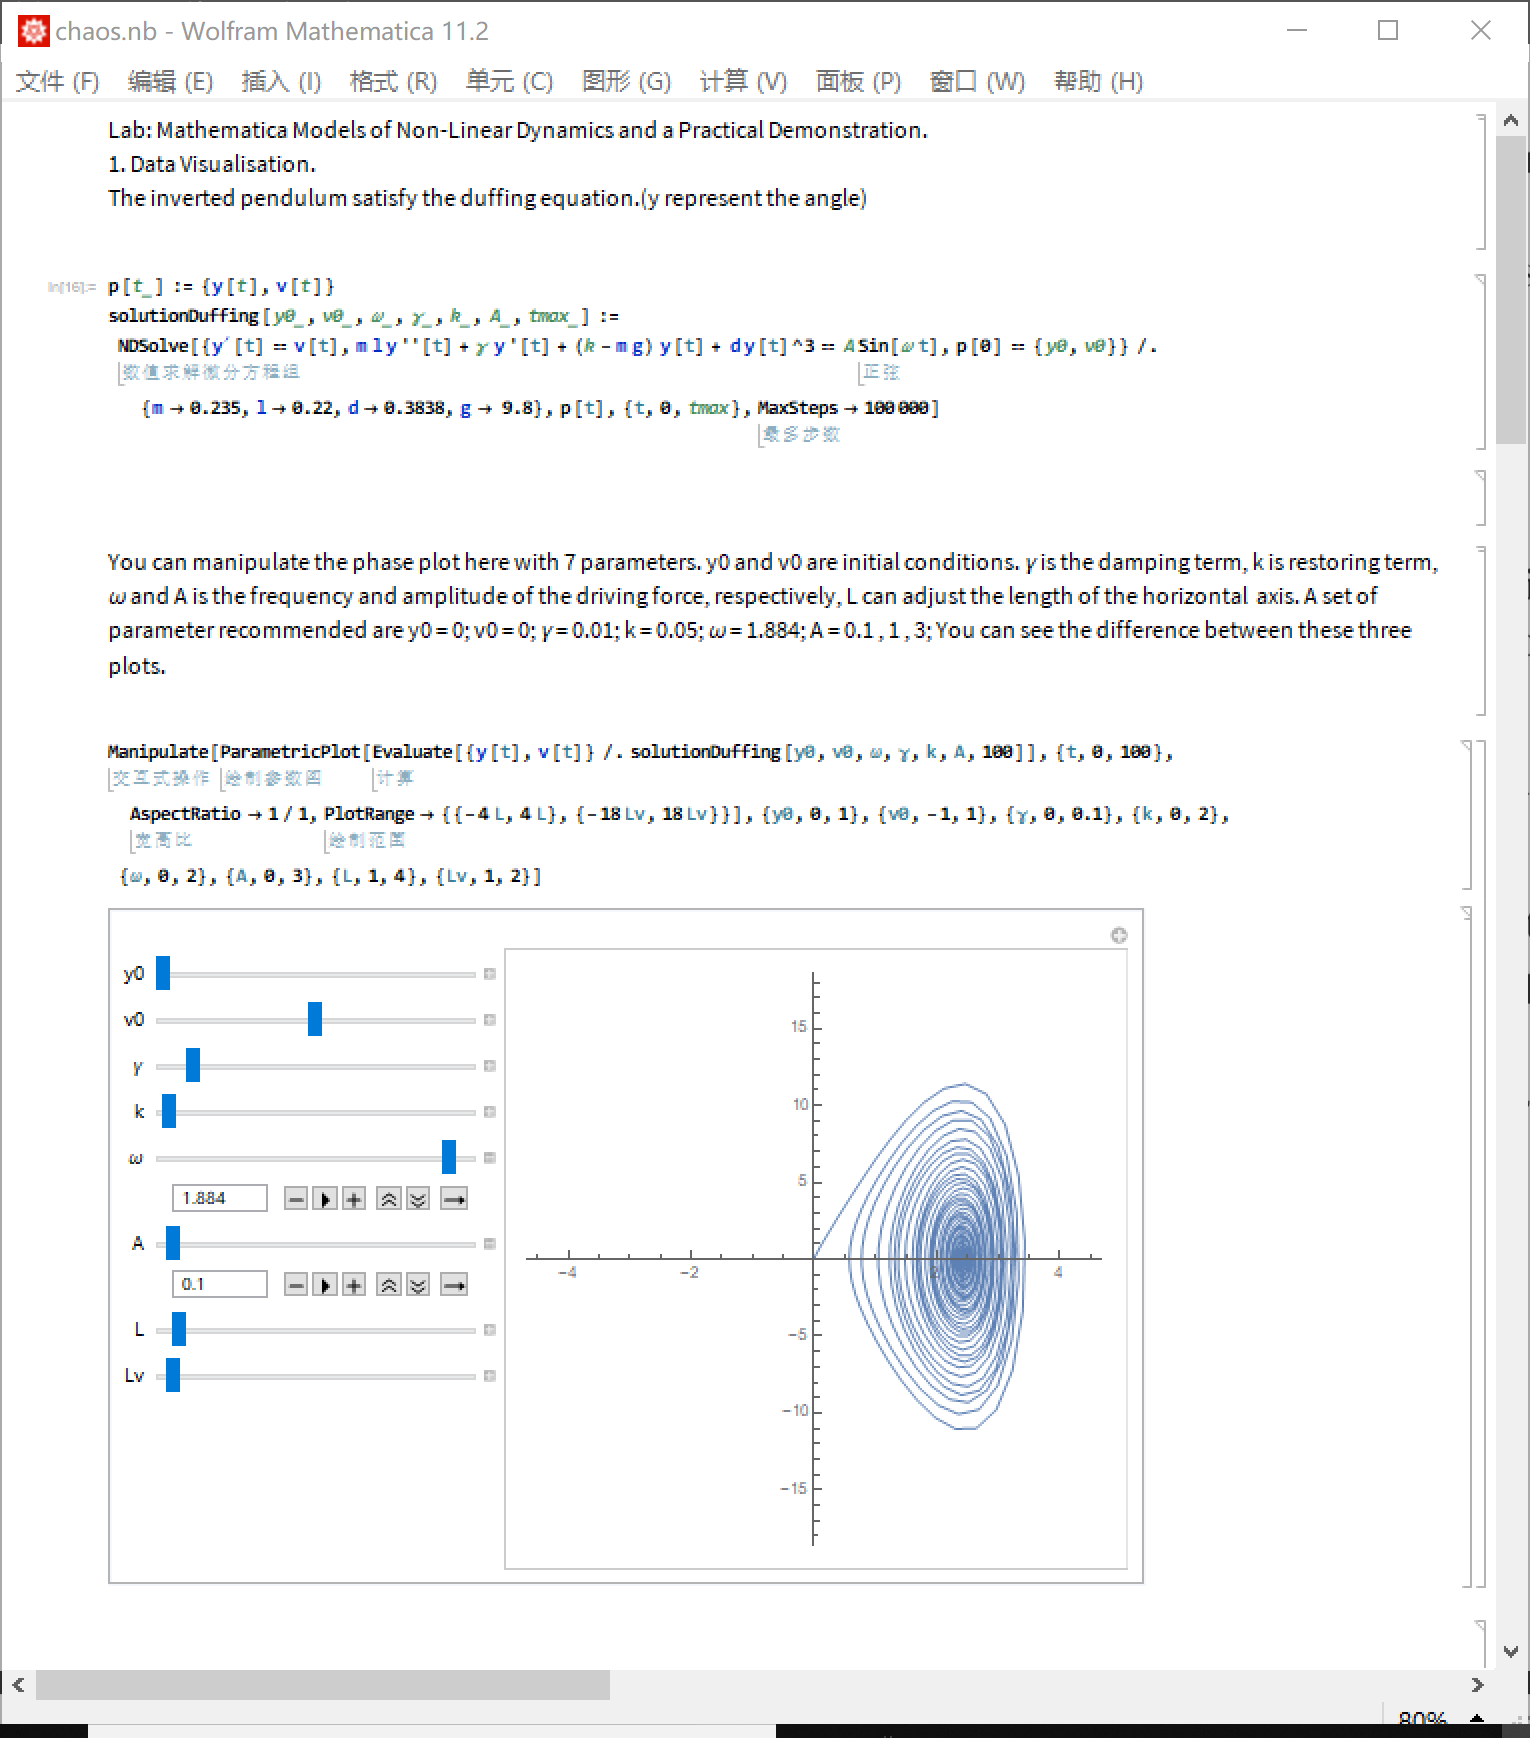 chaos.nb - Wolfram Mathematica 11.2
文件 (F) 编辑 (E) 插入 (I) 格式 (R) 单元 (C) 图形 (G) 计算 (V) 面板 (P) 窗口 (W) 帮助 (H)
Lab: Mathematica Models of Non-Linear Dynamics and a Practical Demonstration.
1. Data Visualisation.
The inverted pendulum satisfy the duffing equation.(y represent the angle)
In[16]:= p[t_] := {y[t], v[t]}
solutionDuffing[y0_, v0_, ω_, γ_, k_, A_, tmax_] :=
NDSolve[{y'[t] == v[t], m l y''[t] + γ y'[t] + (k - m g) y[t] + d y[t]^3 == A Sin[ω t], p[0] == {y0, v0}} /.
数值求解微分方程组 正弦
{m → 0.235, l → 0.22, d → 0.3838, g → 9.8}, p[t], {t, 0, tmax}, MaxSteps → 100000]
最多步数
You can manipulate the phase plot here with 7 parameters. y0 and v0 are initial conditions. γ is the damping term, k is restoring term,
ω and A is the frequency and amplitude of the driving force, respectively, L can adjust the length of the horizontal axis. A set of
parameter recommended are y0 = 0; v0 = 0; γ = 0.01; k = 0.05; ω = 1.884; A = 0.1 , 1 , 3; You can see the difference between these three
plots.
Manipulate[ParametricPlot[Evaluate[{y[t], v[t]} /. solutionDuffing[y0, v0, ω, γ, k, A, 100]], {t, 0, 100},
交互式操作 绘制参数图 计算
AspectRatio → 1 / 1, PlotRange → {{-4 L, 4 L}, {-18 Lv, 18 Lv}}], {y0, 0, 1}, {v0, -1, 1}, {γ, 0, 0.1}, {k, 0, 2},
宽高比 绘制范围
{ω, 0, 2}, {A, 0, 3}, {L, 1, 4}, {Lv, 1, 2}]
y0
v0
γ
k
ω
1.884
A
0.1
L
Lv
15
10
5
-4 -2 2 4
-5
-10
-15
80%